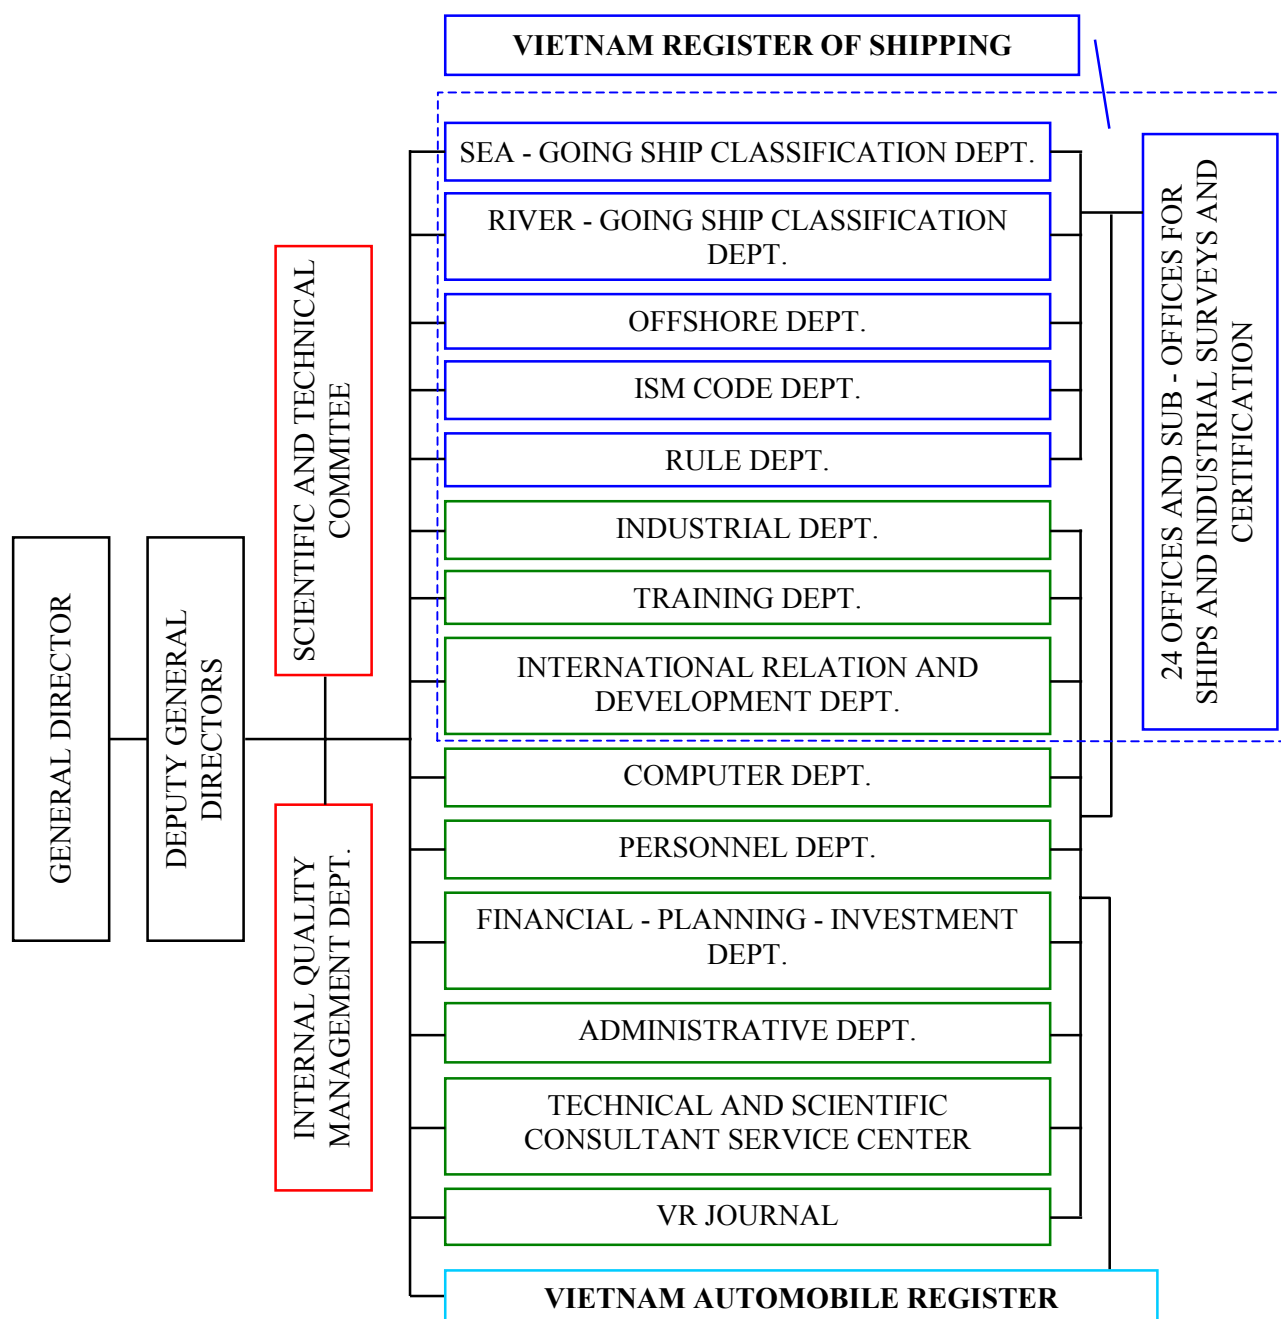 VIETNAM REGISTER OF SHIPPING
SEA - GOING SHIP CLASSIFICATION DEPT.
RIVER - GOING SHIP CLASSIFICATION
DEPT.
OFFSHORE DEPT.
ISM CODE DEPT.
RULE DEPT.
INDUSTRIAL DEPT.
TRAINING DEPT.
INTERNATIONAL RELATION AND
DEVELOPMENT DEPT.
COMPUTER DEPT.
PERSONNEL DEPT.
FINANCIAL - PLANNING - INVESTMENT
DEPT.
ADMINISTRATIVE DEPT.
TECHNICAL AND SCIENTIFIC
CONSULTANT SERVICE CENTER
VR JOURNAL
VIETNAM AUTOMOBILE REGISTER
GENERAL DIRECTOR
DEPUTY GENERAL
DIRECTORS
SCIENTIFIC AND TECHNICAL
COMMITEE
INTERNAL QUALITY
MANAGEMENT DEPT.
24 OFFICES AND SUB - OFFICES FOR
SHIPS AND INDUSTRIAL SURVEYS AND
CERTIFICATION